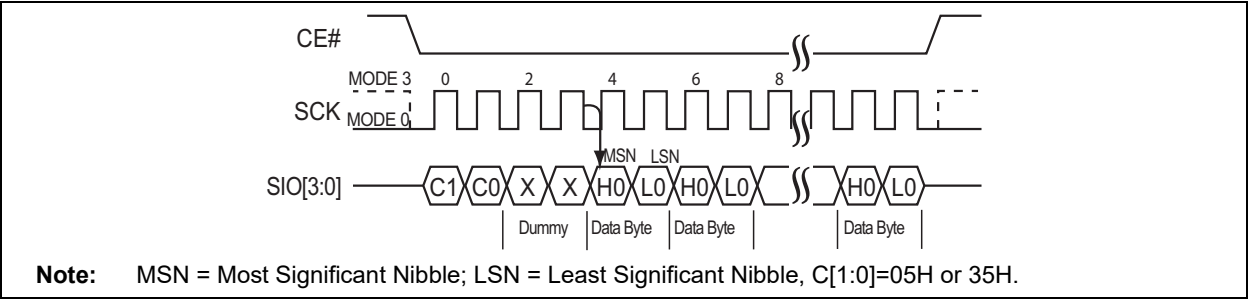 CE#
MODE 3 0 2 4 6 8
SCK MODE 0
MSN LSN
SIO[3:0] C1 C0 X X H0 L0 H0 L0 H0 L0
Dummy Data Byte Data Byte Data Byte
Note: MSN = Most Significant Nibble; LSN = Least Significant Nibble, C[1:0]=05H or 35H.